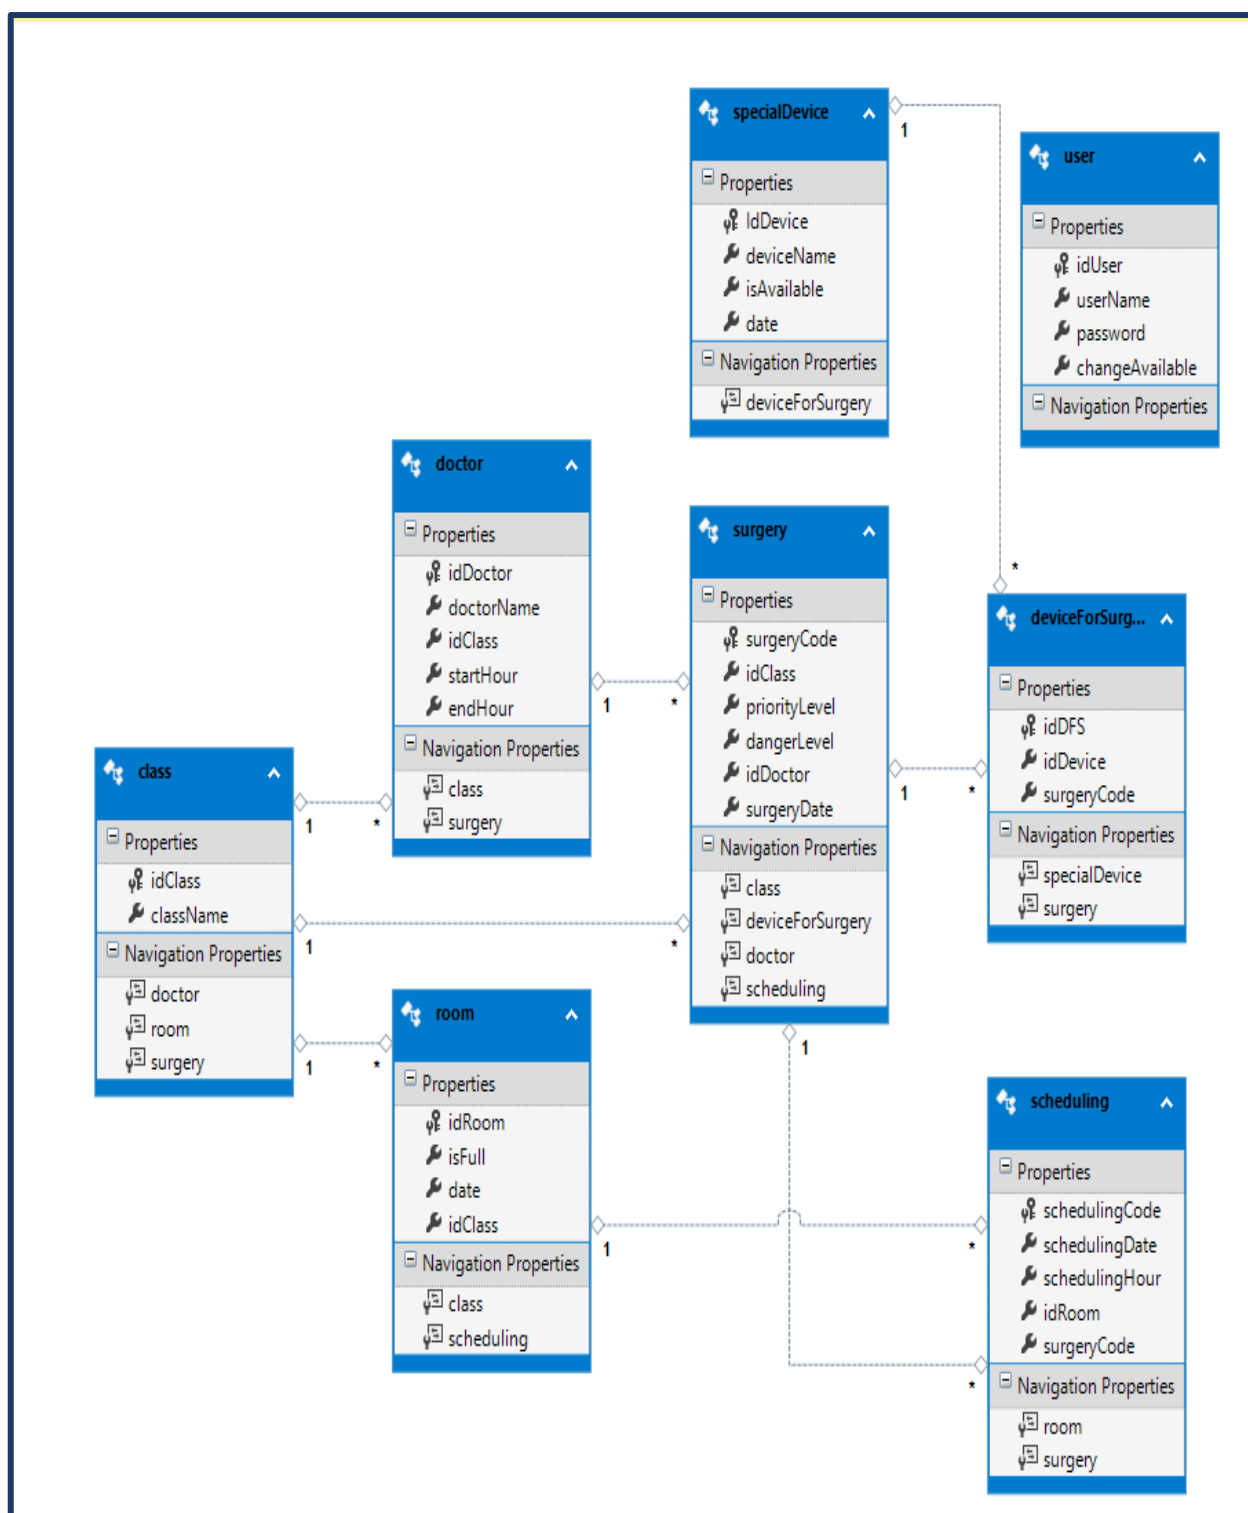 specialDevice
1
Properties
IdDevice
deviceName
isAvailable
date
Navigation Properties
deviceForSurgery
user
Properties
idUser
userName
password
changeAvailable
Navigation Properties
doctor
Properties
idDoctor
doctorName
idClass
startHour
endHour
Navigation Properties
class
surgery
1
*
surgery
Properties
surgeryCode
idClass
priorityLevel
dangerLevel
idDoctor
surgeryDate
Navigation Properties
class
deviceForSurgery
doctor
scheduling
1
*
1
*
deviceForSurg...
Properties
idDFS
idDevice
surgeryCode
Navigation Properties
specialDevice
surgery
class
Properties
idClass
className
Navigation Properties
doctor
room
surgery
1
*
1
*
1
*
room
Properties
idRoom
isFull
date
idClass
Navigation Properties
class
scheduling
1
*
*
scheduling
Properties
schedulingCode
schedulingDate
schedulingHour
idRoom
surgeryCode
Navigation Properties
room
surgery